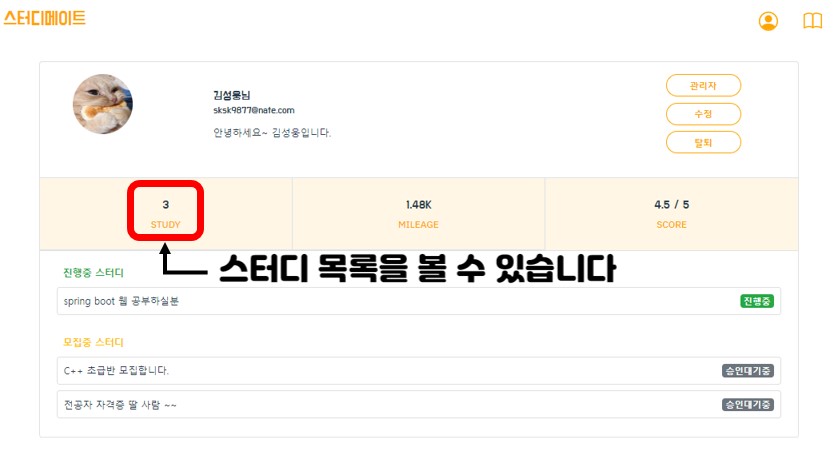 스터디메이트
김성웅님
sksk9877@nate.com
안녕하세요~ 김성웅입니다.
관리자
수정
탈퇴
3
STUDY
1.48K
MILEAGE
4.5 / 5
SCORE
스터디 목록을 볼 수 있습니다
진행중 스터디
spring boot 웹 공부하실분
진행중
모집중 스터디
C++ 초급반 모집합니다.
승인대기중
전공자 자격증 딸 사람 ~~
승인대기중